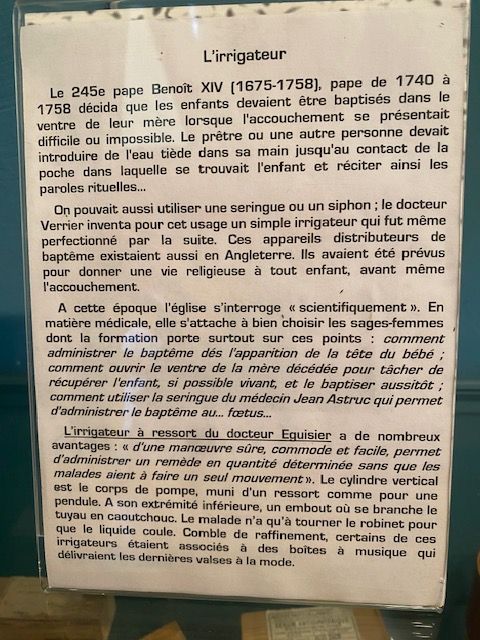 L'irrigateur
Le 245e pape Benoît XIV (1675-1758), pape de 1740 à
1758 décida que les enfants devaient être baptisés dans le
ventre de leur mère lorsque l'accouchement se présentait
difficile ou impossible. Le prêtre ou une autre personne devait
introduire de l'eau tiède dans sa main jusqu'au contact de la
poche dans laquelle se trouvait l'enfant et réciter ainsi les
paroles rituelles...
On pouvait aussi utiliser une seringue ou un siphon ; le docteur
Verrier inventa pour cet usage un simple irrigateur qui fut même
perfectionné par la suite. Ces appareils distributeurs de
baptême existaient aussi en Angleterre. Ils avaient été prévus
pour donner une vie religieuse à tout enfant, avant même
l'accouchement.
A cette époque l'église s'interroge « scientifiquement ». En
matière médicale, elle s'attache à bien choisir les sages-femmes
dont la formation porte surtout sur ces points : comment
administrer le baptême dés l'apparition de la tête du bébé ;
comment ouvrir le ventre de la mère décédée pour tâcher de
récupérer l'enfant, si possible vivant, et le baptiser aussitôt ;
comment utiliser la seringue du médecin Jean Astruc qui permet
d'administrer le baptême au... fœtus...
L'irrigateur à ressort du docteur Equisier a de nombreux
avantages : « d'une manœuvre sûre, commode et facile, permet
d'administrer un remède en quantité déterminée sans que les
malades aient à faire un seul mouvement ». Le cylindre vertical
est le corps de pompe, muni d'un ressort comme pour une
pendule. A son extrémité inférieure, un embout où se branche le
tuyau en caoutchouc. Le malade n'a qu'à tourner le robinet pour
que le liquide coule. Comble de raffinement, certains de ces
irrigateurs étaient associés à des boîtes à musique qui
délivraient les dernières valses à la mode.